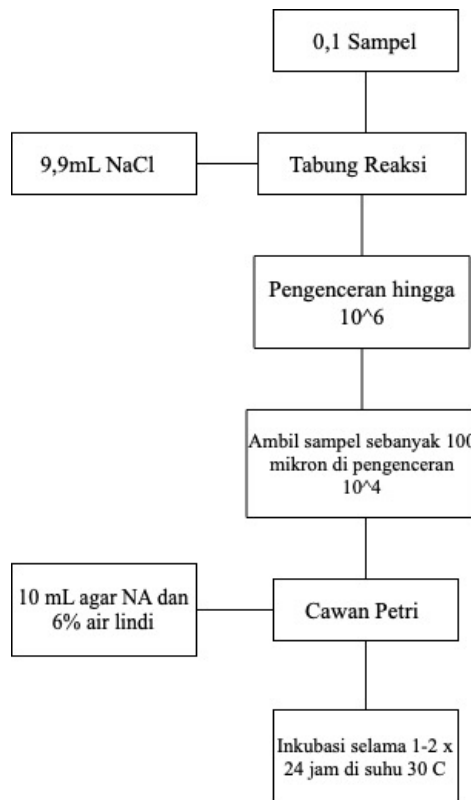 0,1 Sampel
9,9mL NaCl
Tabung Reaksi
Pengenceran hingga
10^6
Ambil sampel sebanyak 100
mikron di pengenceran
10^4
10 mL agar NA dan
6% air lindi
Cawan Petri
Inkubasi selama 1-2 x
24 jam di suhu 30 C